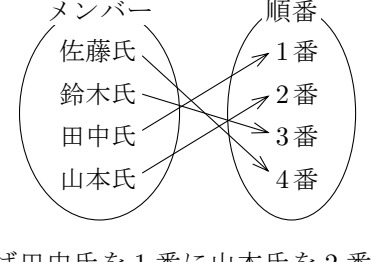 メンバー 順番
佐藤氏 1番
鈴木氏 2番
田中氏 3番
山本氏 4番